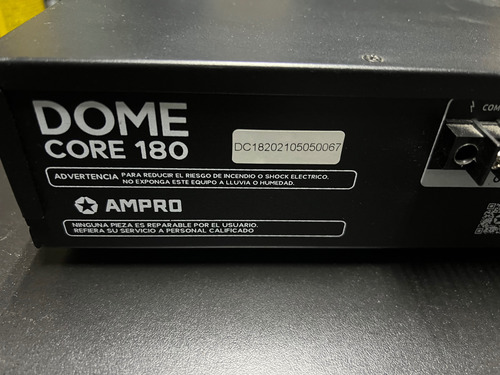 DOME
CORE 180
DC18202105050067
ADVERTENCIA PARA REDUCIR EL RIESGO DE INCENDIO O SHOCK ELECTRICO.
NO EXPONGA ESTE EQUIPO A LLUVIA O HUMEDAD.
AMPRO
NINGUNA PIEZA ES REPARABLE POR EL USUARIO.
REFIERA SU SERVICIO A PERSONAL CALIFICADO
COM